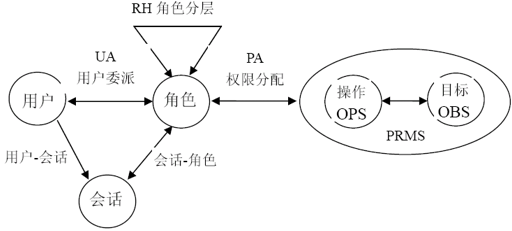 RH 角色分层
UA
用户委派
PA
权限分配
用户
角色
操作
OPS
目标
OBS
PRMS
用户-会话
会话-角色
会话